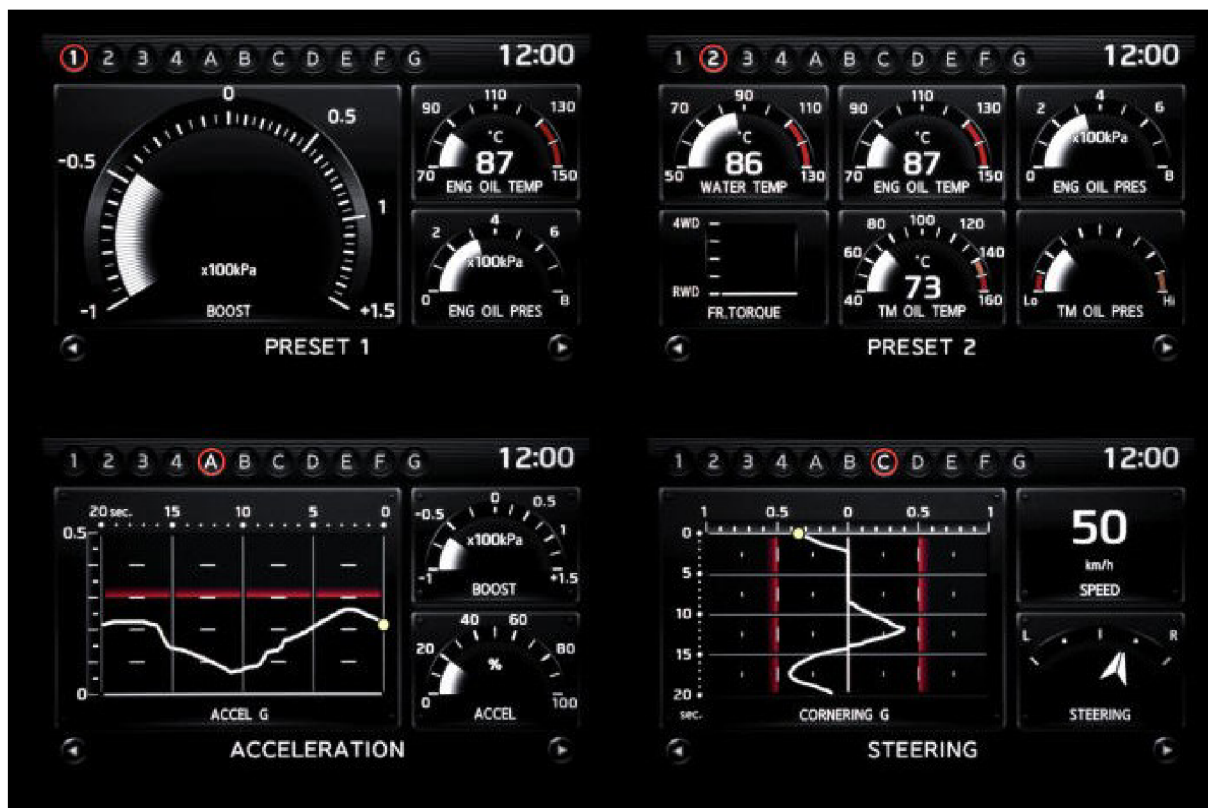 1 2 3 4 A B C D E F G 12:00
0
0.5
-0.5
1
-1
+1.5
x100kPa
BOOST
110
90 130
°C
87
70 150
ENG OIL TEMP
4
2 6
x100kPa
0 8
ENG OIL PRES
PRESET 1
1 2 3 4 A B C D E F G 12:00
90
70 110
°C
86
50 130
WATER TEMP
110
90 130
°C
87
70 150
ENG OIL TEMP
4
2 6
x100kPa
0 8
ENG OIL PRES
4WD
RWD
FR.TORQUE
100
80 120
60 140
°C
73
40 160
TM OIL TEMP
Lo Hi
TM OIL PRES
PRESET 2
1 2 3 4 A B C D E F G 12:00
20 sec. 15 10 5 0
0.5
0
ACCEL G
0
-0.5 0.5
1
x100kPa
-1 +1.5
BOOST
40 60
20 80
%
0 100
ACCEL
ACCELERATION
1 2 3 4 A B C D E F G 12:00
1 0.5 0 0.5 1
0
5
10
15
20
sec.
CORNERING G
50
km/h
SPEED
L R
STEERING
STEERING